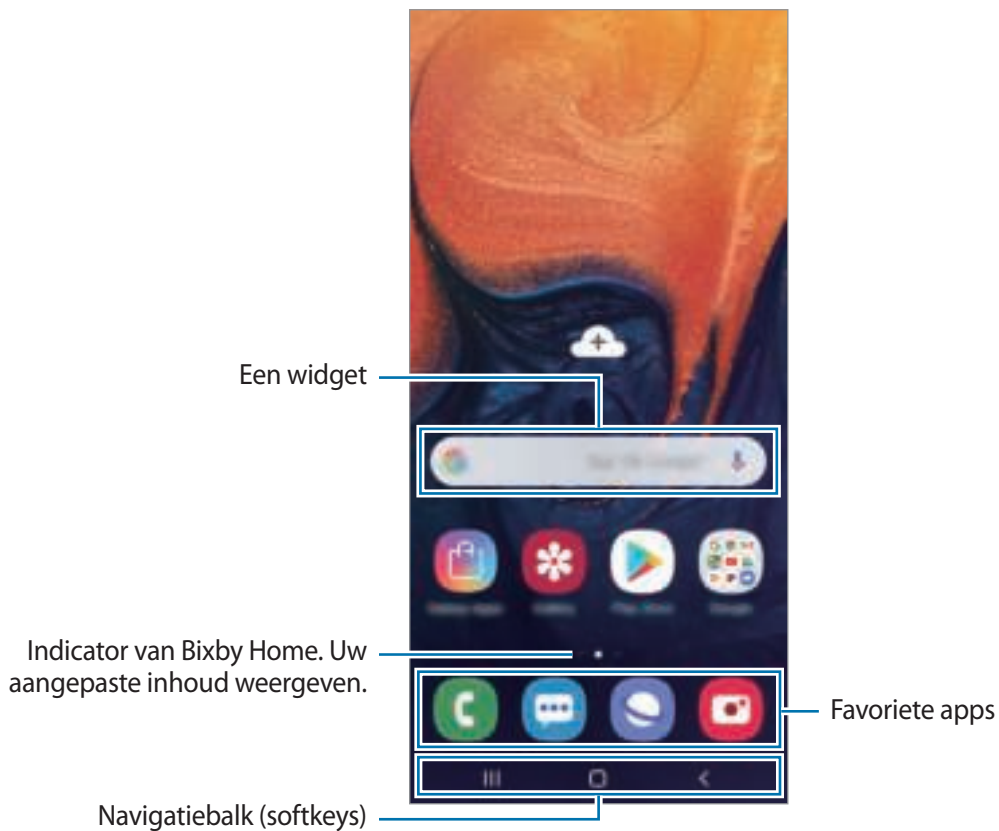 Een widget
Indicator van Bixby Home. Uw
aangepaste inhoud weergeven.
Favoriete apps
Navigatiebalk (softkeys)